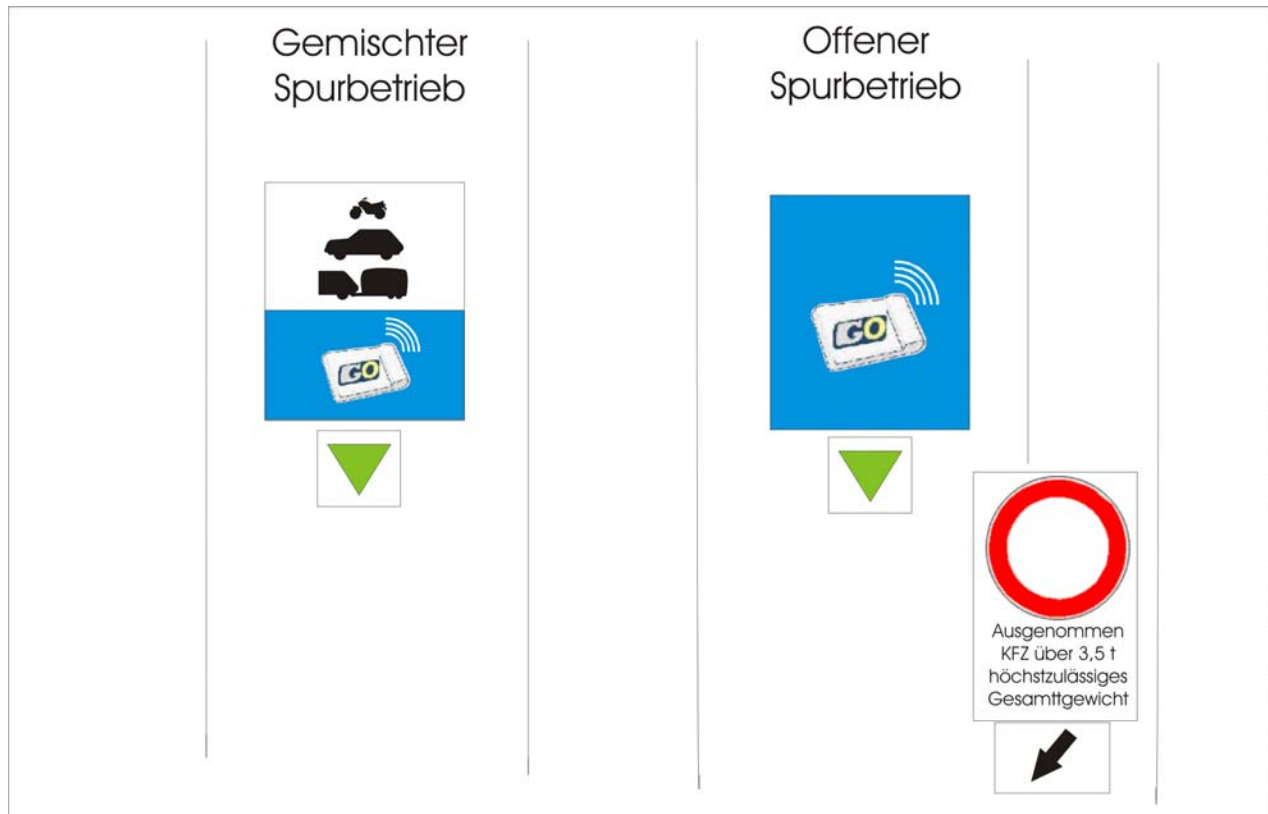 Gemischter
Spurbetrieb
GO
Offener
Spurbetrieb
GO
Ausgenommen
KFZ über 3,5 t
höchstzulässiges
Gesamttgewicht